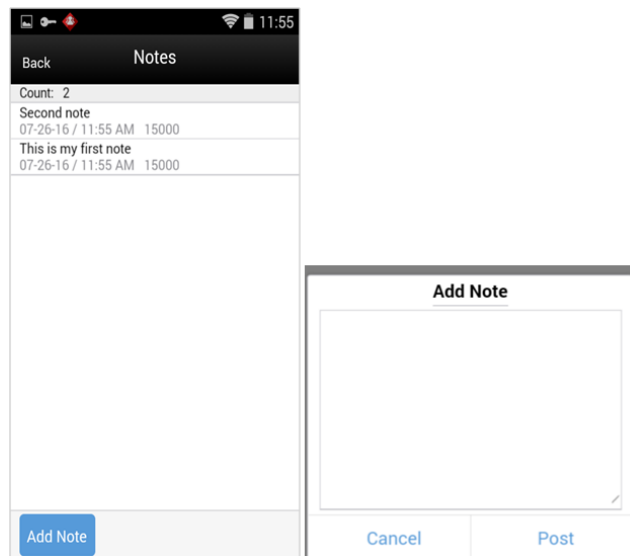 11:55
Back Notes
Count: 2
Second note
07-26-16 / 11:55 AM 15000
This is my first note
07-26-16 / 11:55 AM 15000
Add Note
Add Note
Cancel Post